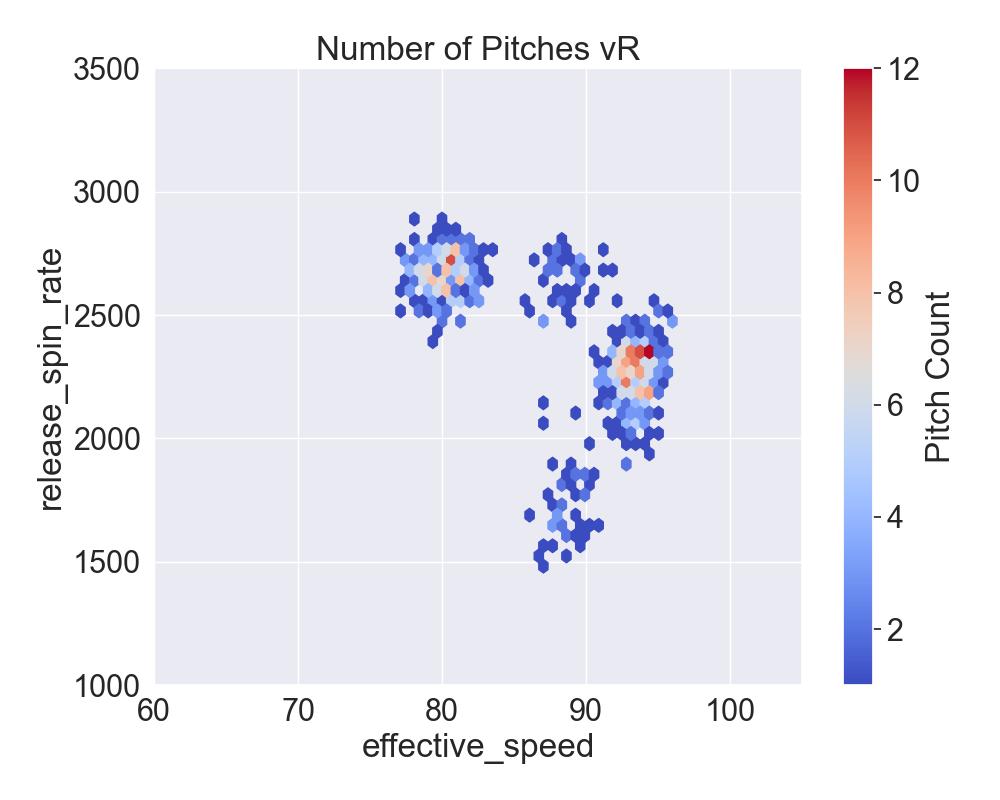 Number of Pitches vR
3500
3000
2500
2000
1500
1000
release_spin_rate
60 70 80 90 100
effective_speed
12
10
8
6
4
2
Pitch Count